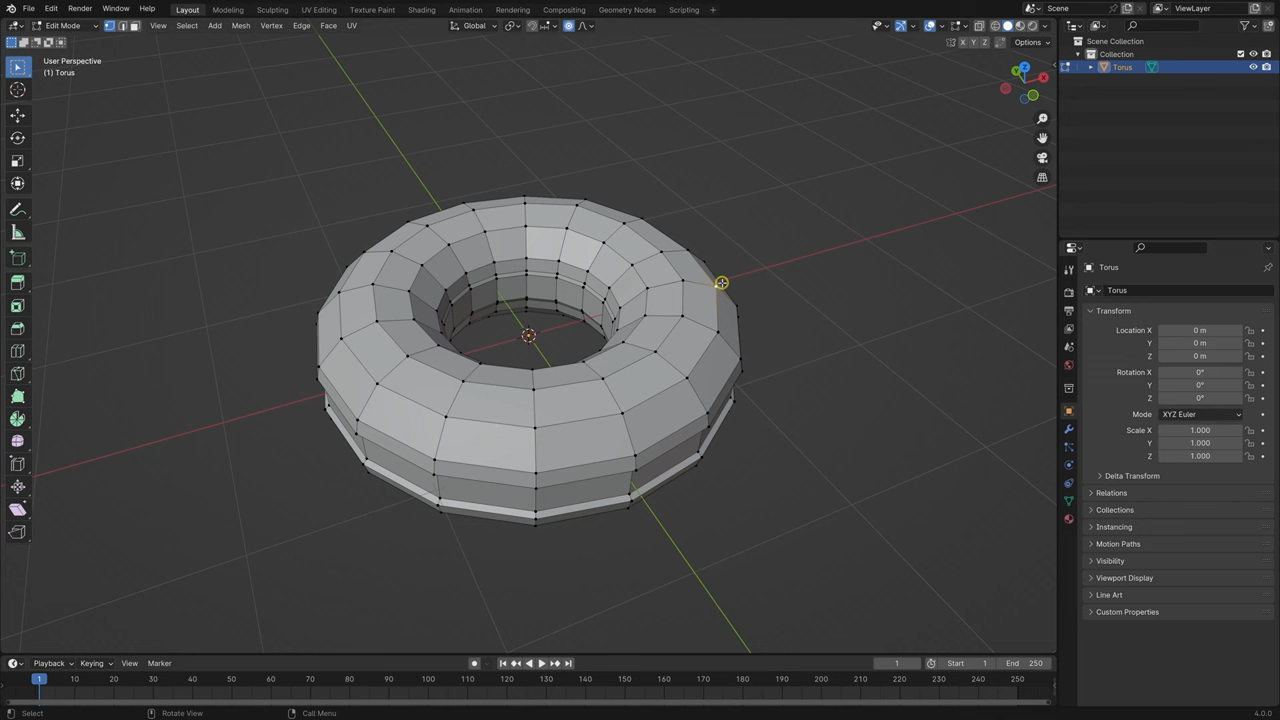 File Edit Render Window Help Layout Modeling Sculpting UV Editing Texture Paint Shading Animation Rendering Compositing Geometry Nodes Scripting + Scene ViewLayer
Edit Mode View Select Add Mesh Vertex Edge Face UV Global
X Y Z Options
User Perspective
(1) Torus
Z
Y
X
Scene Collection
Collection
Torus
Torus
Torus
Transform
Location X 0 m
Y 0 m
Z 0 m
Rotation X 0°
Y 0°
Z 0°
Mode XYZ Euler
Scale X 1.000
Y 1.000
Z 1.000
Delta Transform
Relations
Collections
Instancing
Motion Paths
Visibility
Viewport Display
Line Art
Custom Properties
Playback Keying View Marker 1 Start 1 End 250
1 10 20 30 40 50 60 70 80 90 100 110 120 130 140 150 160 170 180 190 200 210 220 230 240 250
Select Rotate View Call Menu 4.0.0